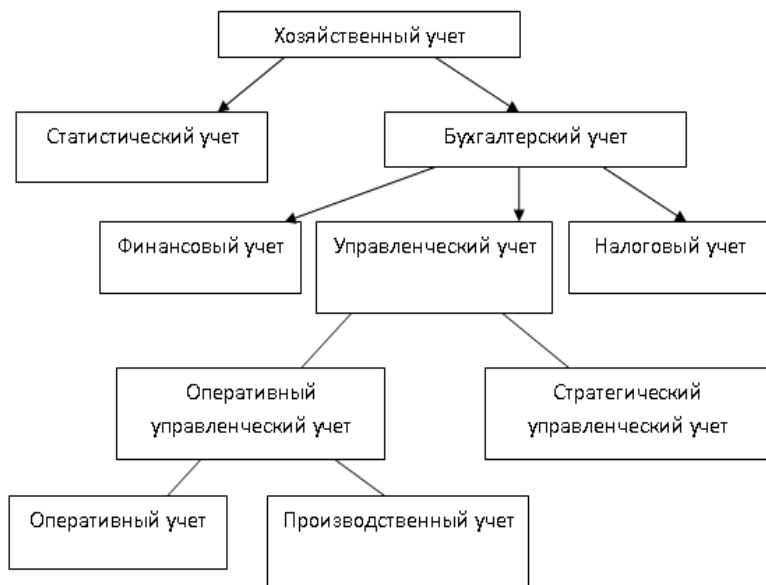 Хозяйственный учет
Статистический учет
Бухгалтерский учет
Финансовый учет
Управленческий учет
Налоговый учет
Оперативный
управленческий учет
Стратегический
управленческий учет
Оперативный учет
Производственный учет